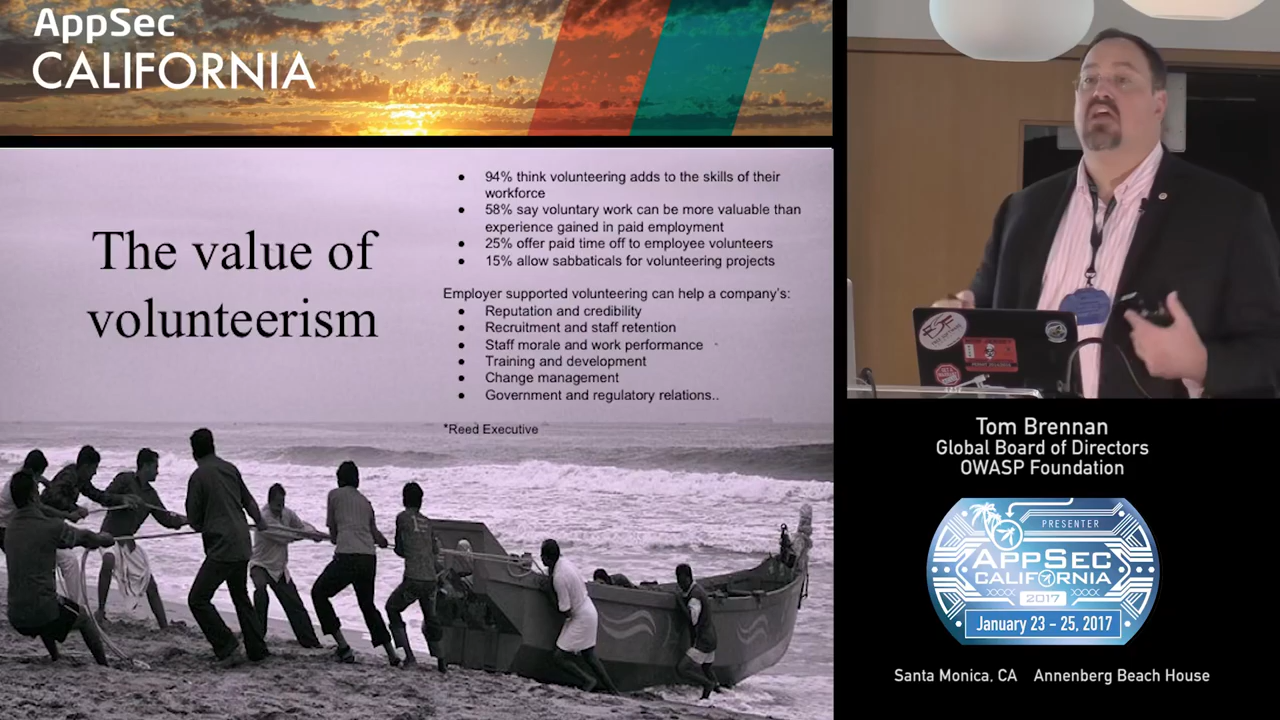 AppSec
CALIFORNIA
The value of
volunteerism
● 94% think volunteering adds to the skills of their
workforce
● 58% say voluntary work can be more valuable than
experience gained in paid employment
● 25% offer paid time off to employee volunteers
● 15% allow sabbaticals for volunteering projects
Employer supported volunteering can help a company's:
● Reputation and credibility
● Recruitment and staff retention
● Staff morale and work performance
● Training and development
● Change management
● Government and regulatory relations..
*Reed Executive
Tom Brennan
Global Board of Directors
OWASP Foundation
PRESENTER
APPSEC
CALIFORNIA
XXXX 2017 XXXX
January 23 - 25, 2017
Santa Monica, CA Annenberg Beach House